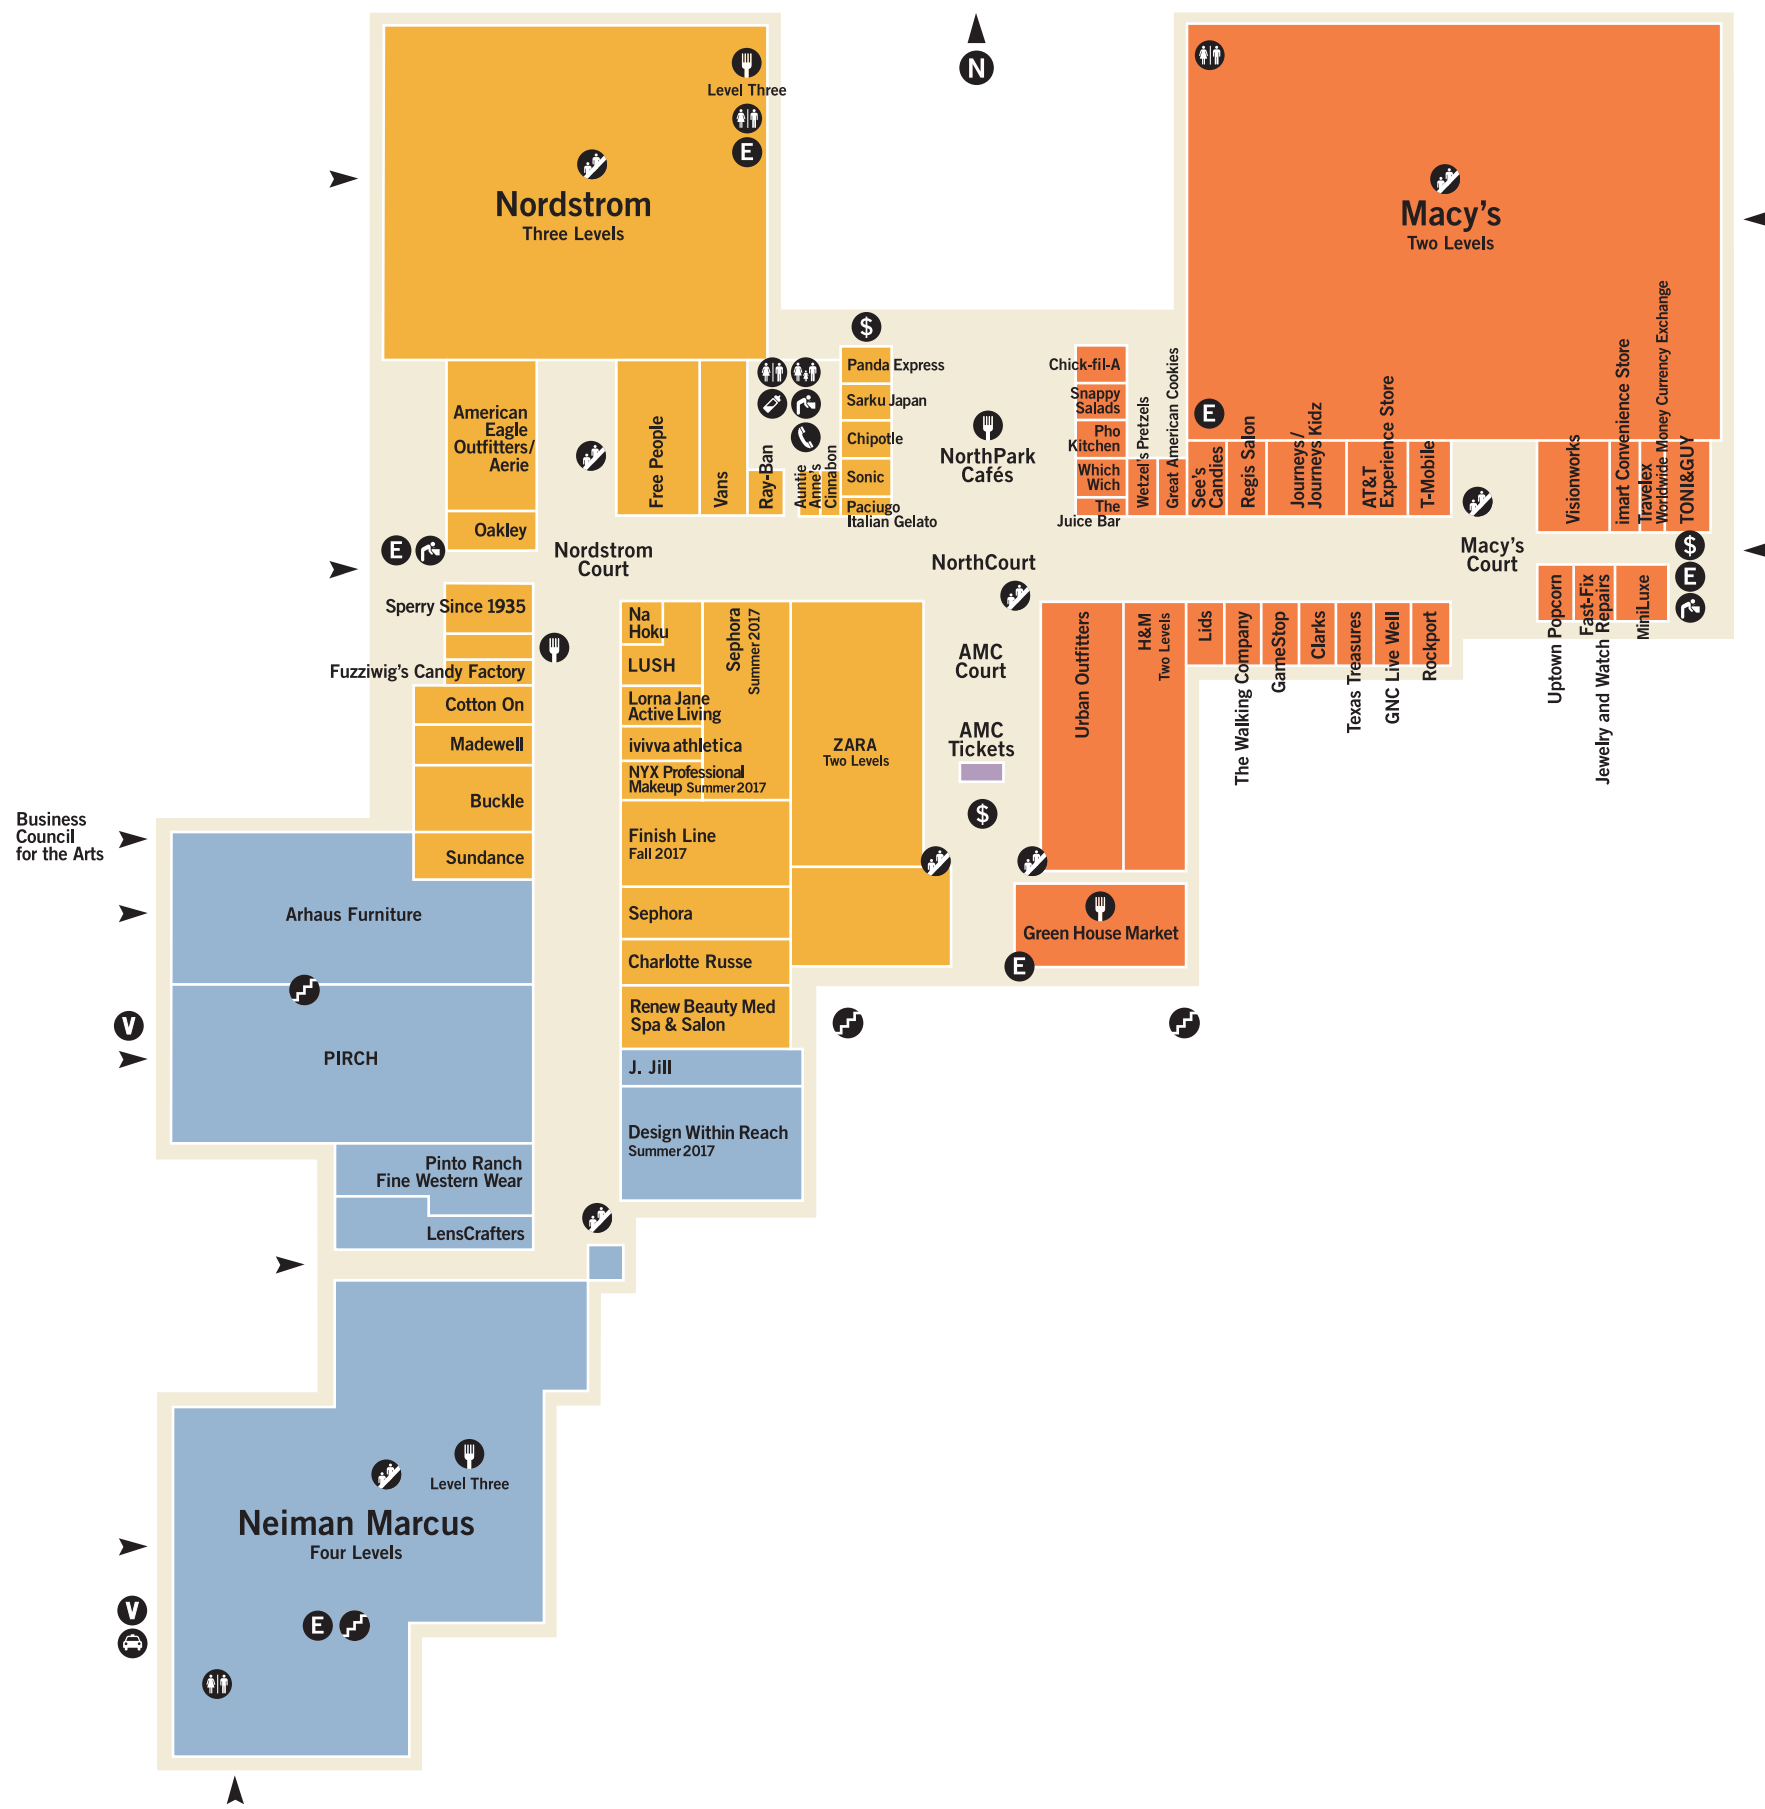 N
Level Three
E
Nordstrom
Three Levels
Macy's
Two Levels
E
$
Panda Express
Sarku Japan
Chipotle
Sonic
Paciugo
Italian Gelato
American
Eagle
Outfitters/
Aerie
Oakley
Free People
Vans
Ray-Ban
Auntie
Anne's
Cinnabon
NorthPark
Cafés
Chick-fil-A
Snappy
Salads
Pho
Kitchen
Which
Wich
The
Juice Bar
Wetzel's Pretzels
Great American Cookies
See's
Candies
Regis Salon
Journeys/
Journeys Kidz
AT&T
Experience Store
T-Mobile
Visionworks
imart Convenience Store
Travelex
Worldwide Money Currency Exchange
TONI&GUY
E
Nordstrom
Court
NorthCourt
Macy's
Court
$
E
Sperry Since 1935
Fuzziwig's Candy Factory
Cotton On
Madewell
Buckle
Sundance
Na
Hoku
LUSH
Lorna Jane
Active Living
ivivva athletica
NYX Professional
Makeup Summer 2017
Sephora
Summer 2017
Finish Line
Fall 2017
Sephora
Charlotte Russe
Renew Beauty Med
Spa & Salon
ZARA
Two Levels
AMC
Court
AMC
Tickets
$
Urban Outfitters
H&M
Two Levels
Lids
The Walking Company
GameStop
Clarks
Texas Treasures
GNC Live Well
Rockport
Uptown Popcorn
Fast-Fix
Jewelry and Watch Repairs
MiniLuxe
Green House Market
E
Business
Council
for the Arts
Arhaus Furniture
V
PIRCH
J. Jill
Design Within Reach
Summer 2017
Pinto Ranch
Fine Western Wear
LensCrafters
Level Three
Neiman Marcus
Four Levels
V
E